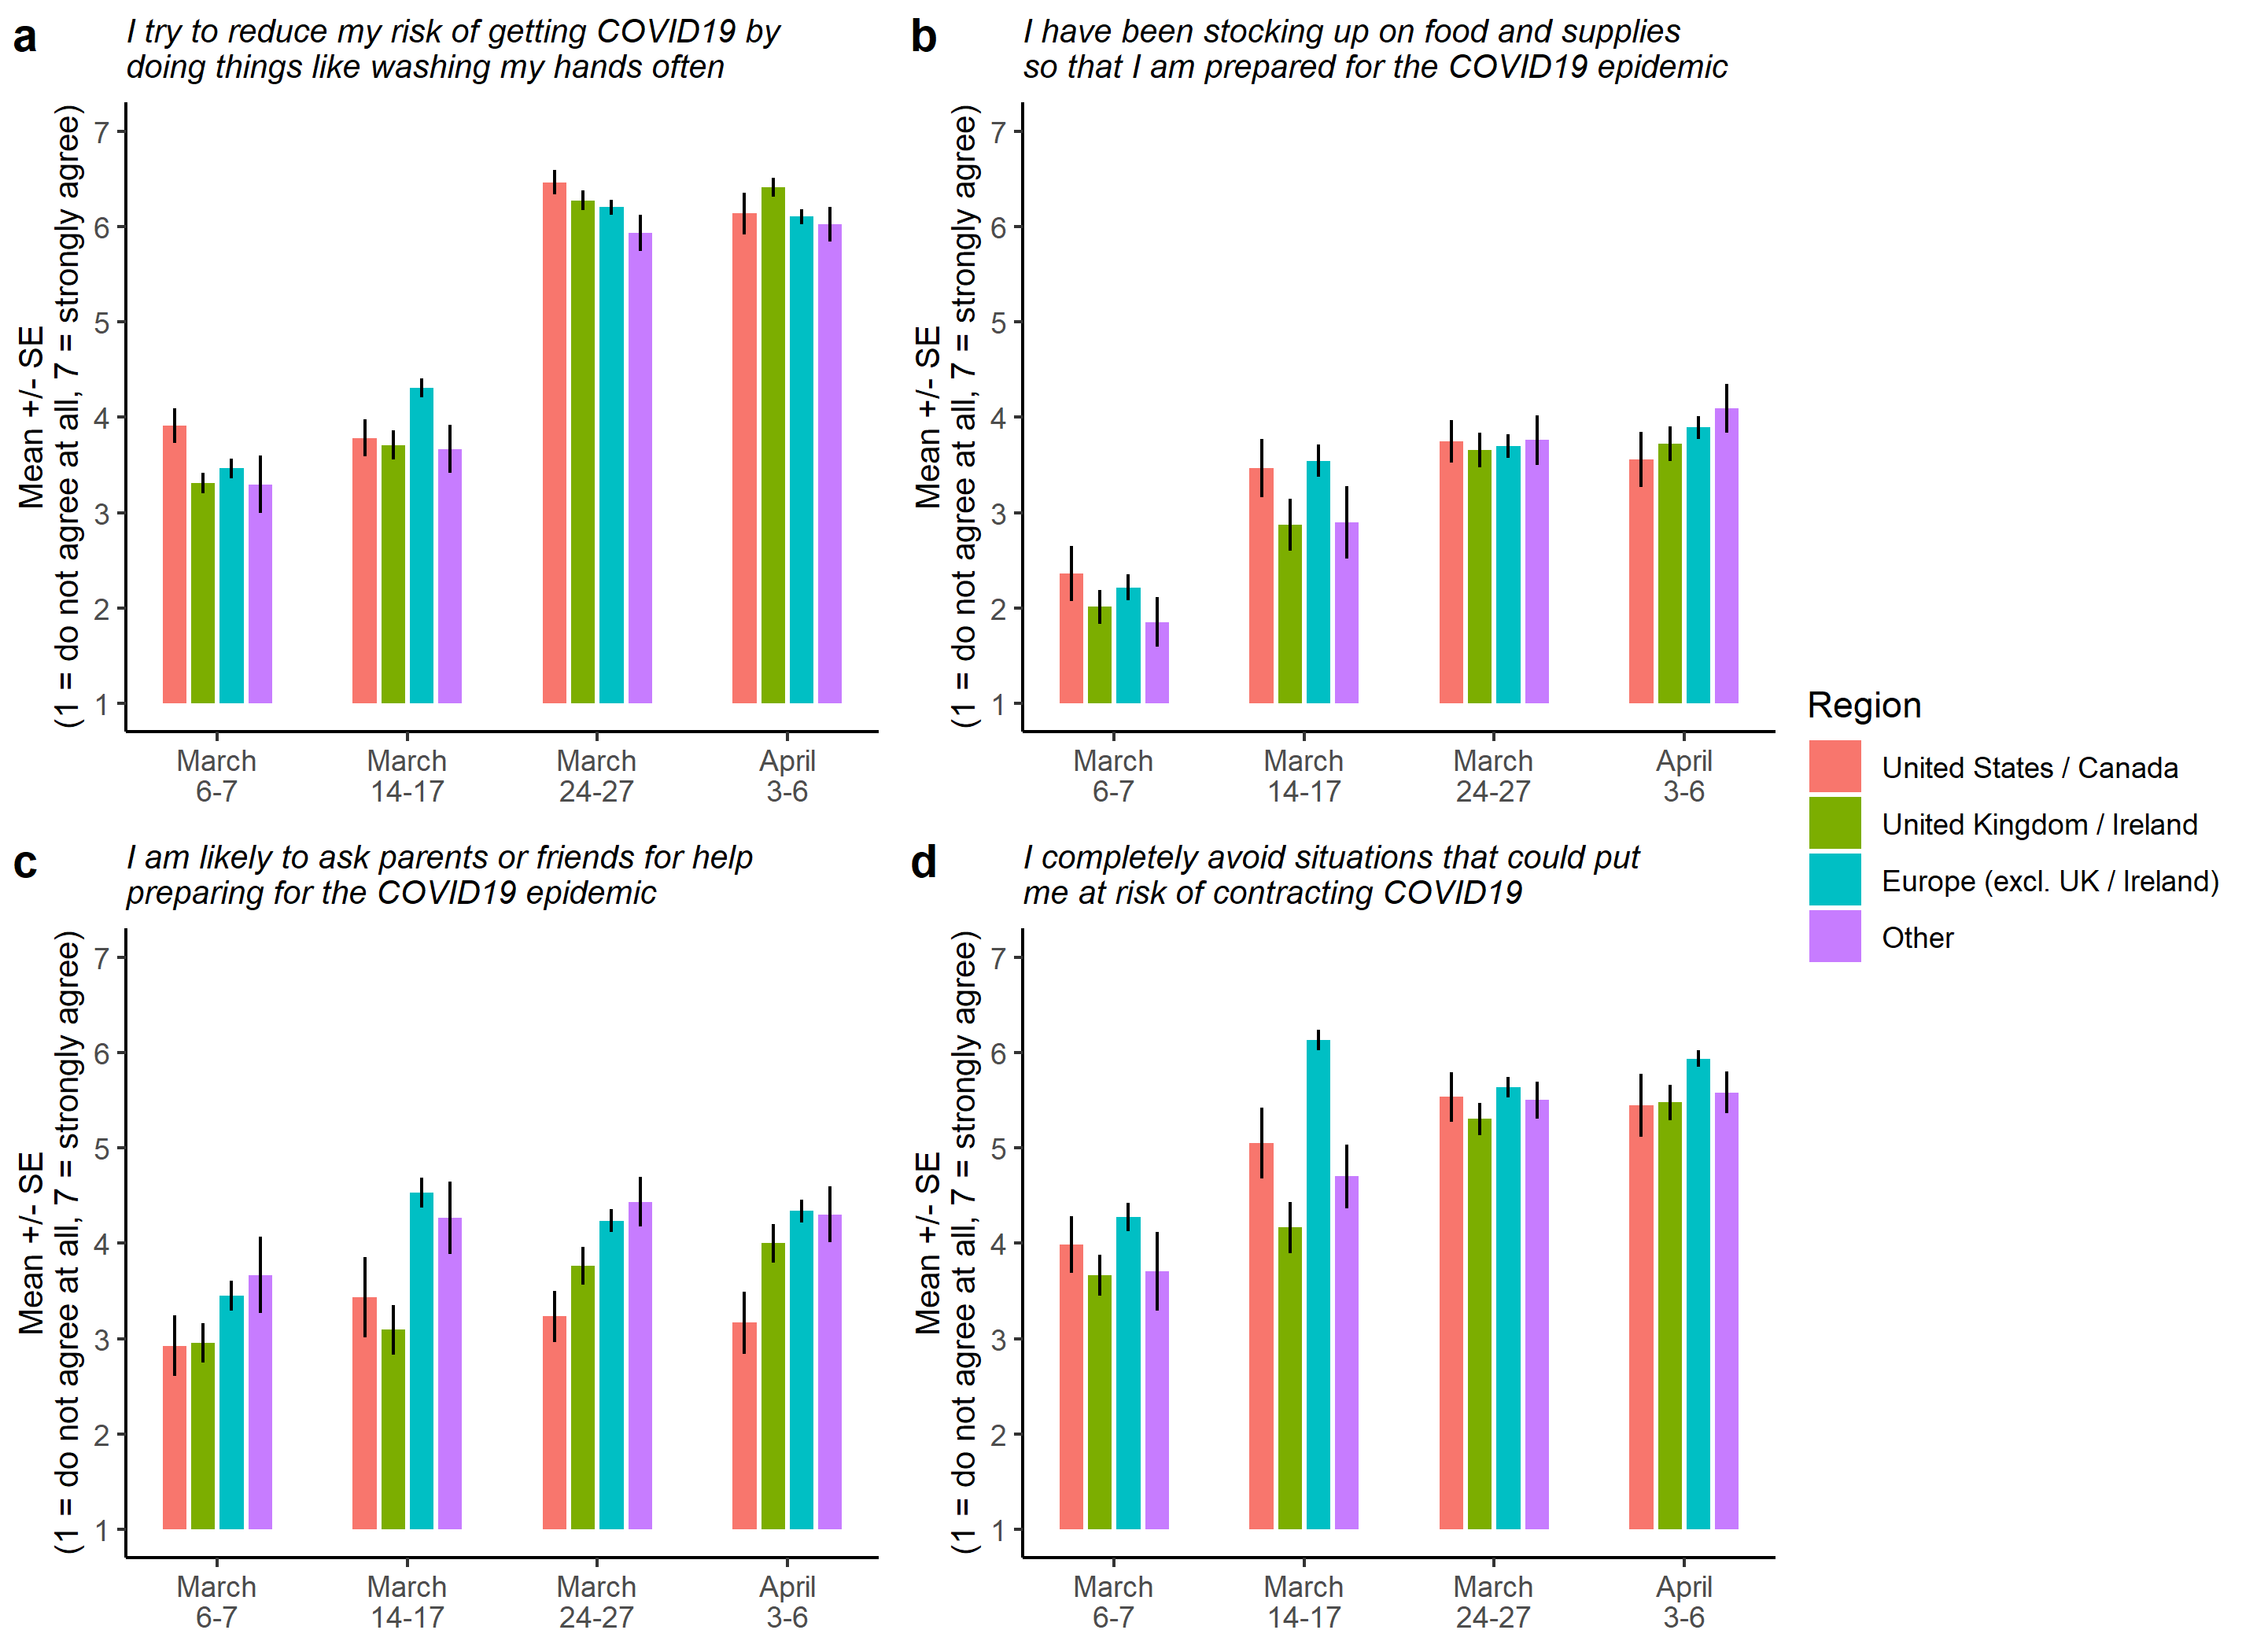 a
I try to reduce my risk of getting COVID19 by
doing things like washing my hands often
Mean +/- SE
(1 = do not agree at all, 7 = strongly agree)
7
6
5
4
3
2
1
March
6-7
March
14-17
March
24-27
April
3-6
b
I have been stocking up on food and supplies
so that I am prepared for the COVID19 epidemic
Mean +/- SE
(1 = do not agree at all, 7 = strongly agree)
7
6
5
4
3
2
1
March
6-7
March
14-17
March
24-27
April
3-6
Region
United States / Canada
United Kingdom / Ireland
Europe (excl. UK / Ireland)
Other
c
I am likely to ask parents or friends for help
preparing for the COVID19 epidemic
Mean +/- SE
(1 = do not agree at all, 7 = strongly agree)
7
6
5
4
3
2
1
March
6-7
March
14-17
March
24-27
April
3-6
d
I completely avoid situations that could put
me at risk of contracting COVID19
Mean +/- SE
(1 = do not agree at all, 7 = strongly agree)
7
6
5
4
3
2
1
March
6-7
March
14-17
March
24-27
April
3-6